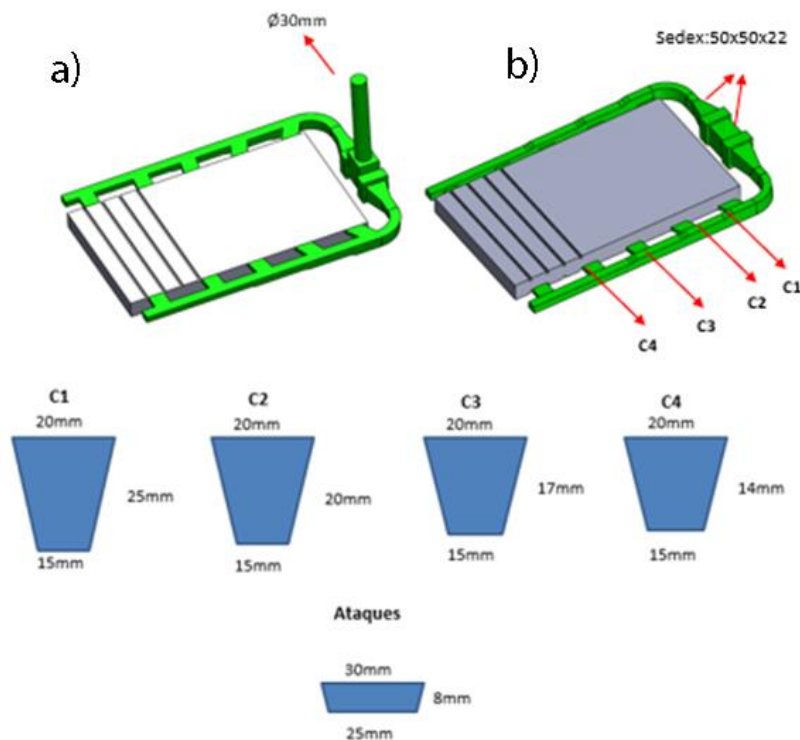 Ø30mm
a)
b)
Sedex:50x50x22
C1
C2
C3
C4
C1
20mm
25mm
15mm
C2
20mm
20mm
15mm
C3
20mm
17mm
15mm
C4
20mm
14mm
15mm
Ataques
30mm
8mm
25mm